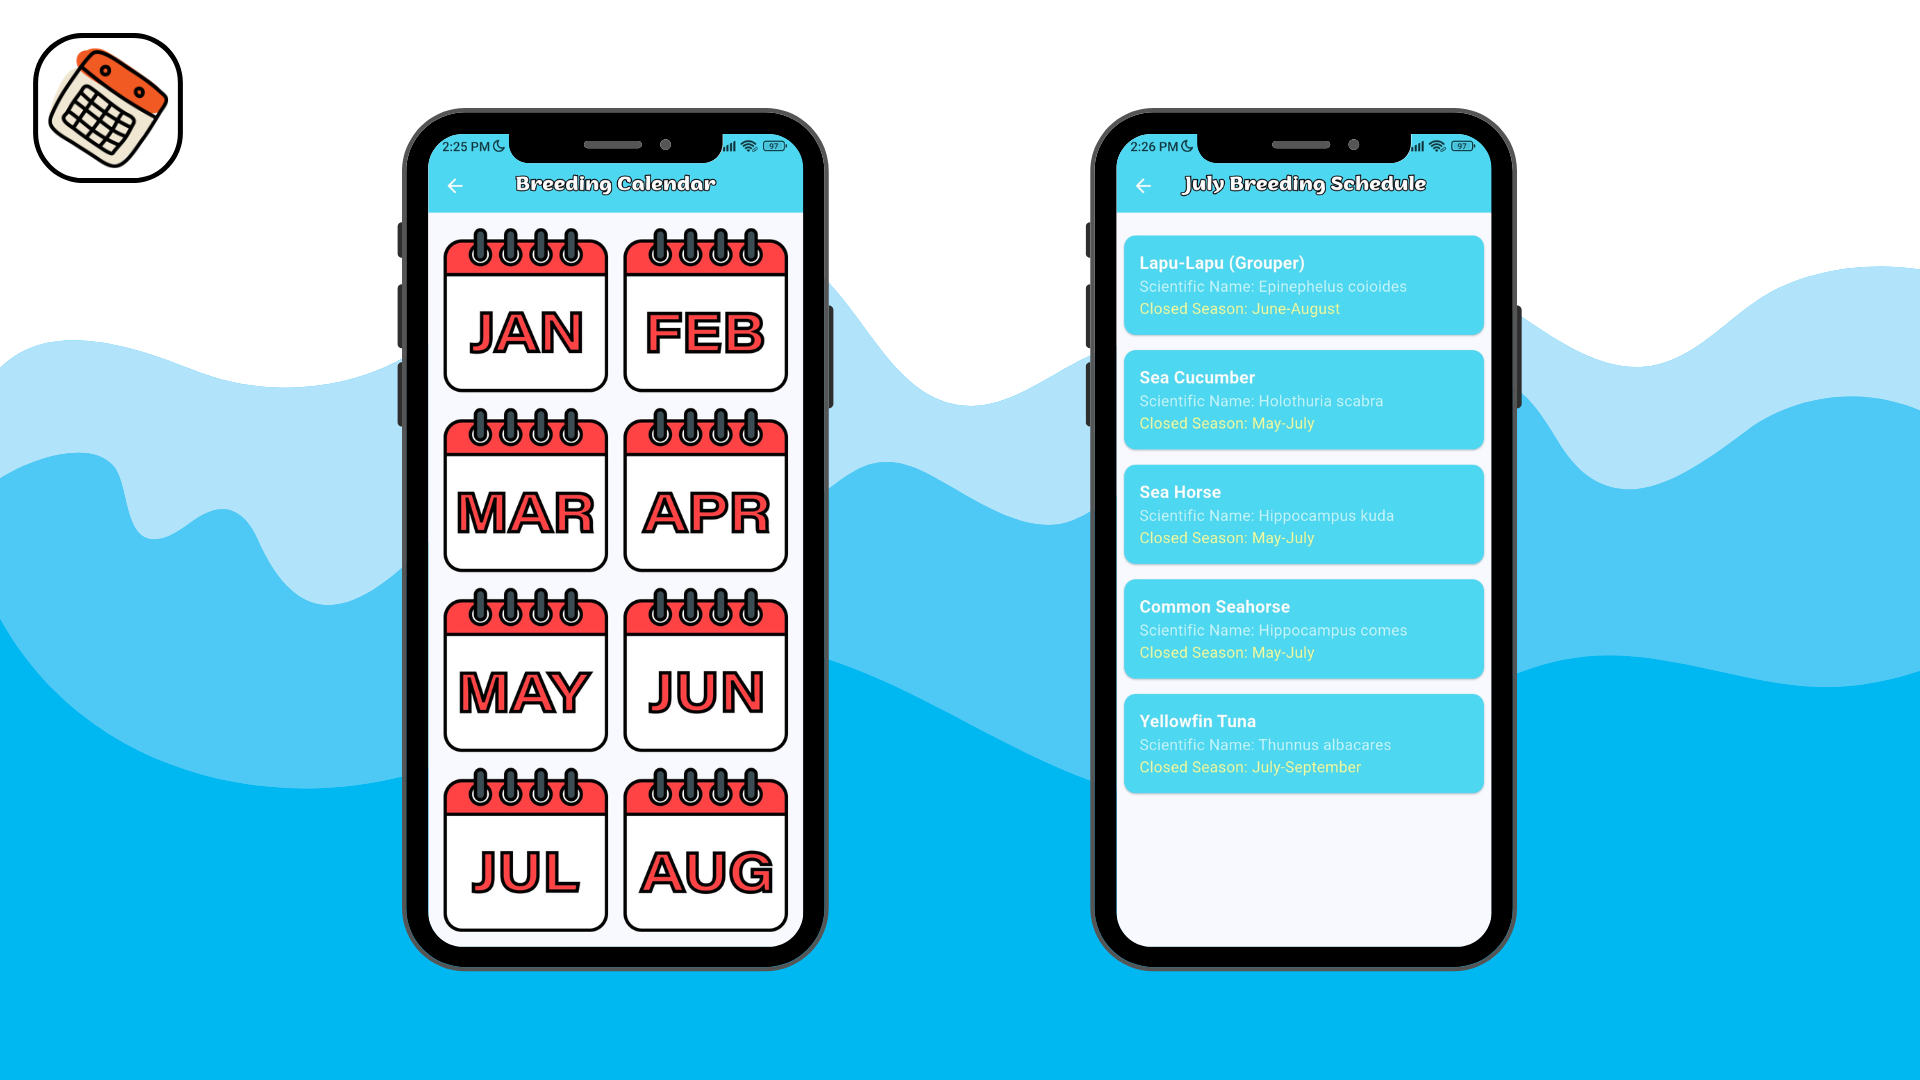 2:25 PM
97
Breeding Calendar
JAN
FEB
MAR
APR
MAY
JUN
JUL
AUG
2:26 PM
97
July Breeding Schedule
Lapu-Lapu (Grouper)
Scientific Name: Epinephelus coioides
Closed Season: June-August
Sea Cucumber
Scientific Name: Holothuria scabra
Closed Season: May-July
Sea Horse
Scientific Name: Hippocampus kuda
Closed Season: May-July
Common Seahorse
Scientific Name: Hippocampus comes
Closed Season: May-July
Yellowfin Tuna
Scientific Name: Thunnus albacares
Closed Season: July-September